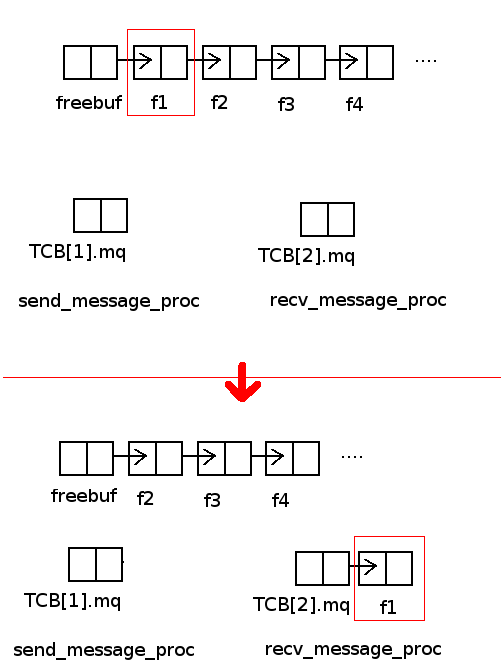 ....
freebuf f1 f2 f3 f4
TCB[1].mq TCB[2].mq
send_message_proc recv_message_proc
....
freebuf f2 f3 f4
TCB[1].mq TCB[2].mq f1
send_message_proc recv_message_proc